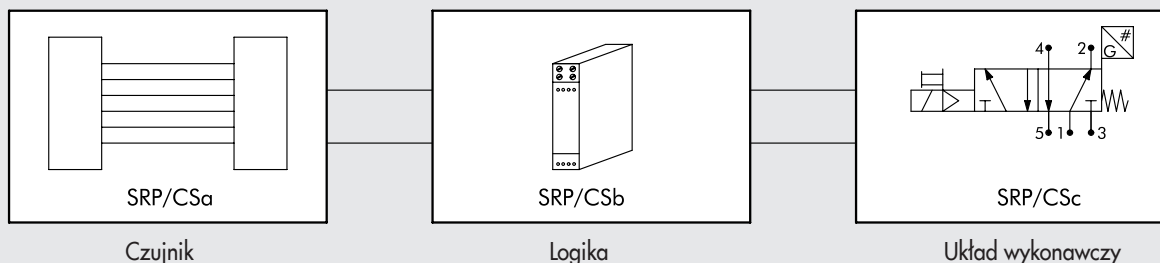 #
G
4
2
5
1
3
SRP/CSa
SRP/CSb
SRP/CSc
Czujnik
Logika
Układ wykonawczy